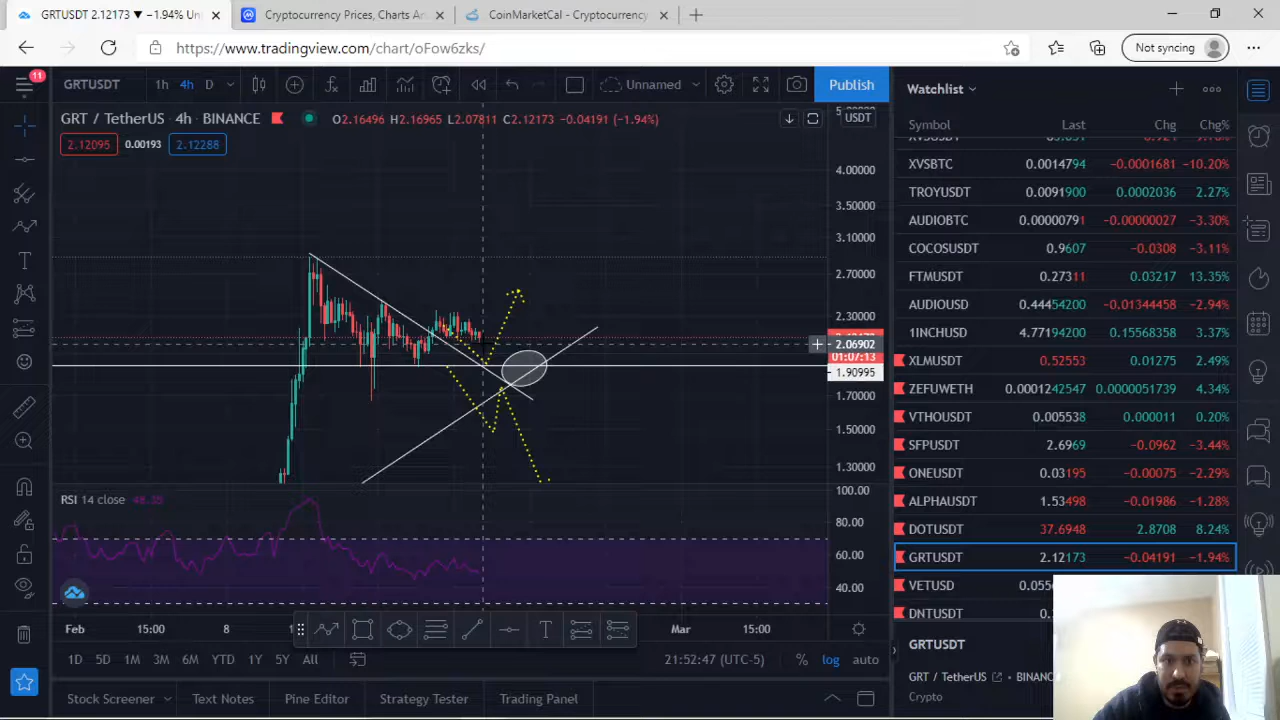 GRTUSDT 2.12173 ▼ −1.94% Un
Cryptocurrency Prices, Charts An
CoinMarketCal - Cryptocurrency
https://www.tradingview.com/chart/oFow6zks/
Not syncing
11
GRTUSDT 1h 4h D
Unnamed
Publish
GRT / TetherUS 4h BINANCE O2.16496 H2.16965 L2.07811 C2.12173 −0.04191 (−1.94%)
2.12095 0.00193 2.12288
USDT
4.00000
3.50000
3.10000
2.70000
2.30000
2.06902
01:07:13
1.90995
1.70000
1.50000
1.30000
RSI 14 close 48.35
100.00
80.00
60.00
40.00
Feb 15:00 8 Mar 15:00
1D 5D 1M 3M 6M YTD 1Y 5Y All
21:52:47 (UTC-5) % log auto
Stock Screener Text Notes Pine Editor Strategy Tester Trading Panel
Watchlist
Symbol Last Chg Chg%
XVSBTC 0.0014794 −0.0001681 −10.20%
TROYUSDT 0.0091900 0.0002036 2.27%
AUDIOBTC 0.00000791 −0.00000027 −3.30%
COCOSUSDT 0.9607 −0.0308 −3.11%
FTMUSDT 0.27311 0.03217 13.35%
AUDIOUSD 0.44454200 −0.01344458 −2.94%
1INCHUSD 4.77194200 0.15568358 3.37%
XLMUSDT 0.52553 0.01275 2.49%
ZEFUWETH 0.0001242547 0.0000051739 4.34%
VTHOUSDT 0.005538 0.000011 0.20%
SFPUSDT 2.6969 −0.0962 −3.44%
ONEUSDT 0.03195 −0.00075 −2.29%
ALPHAUSDT 1.53498 −0.01986 −1.28%
DOTUSDT 37.6948 2.8708 8.24%
GRTUSDT 2.12173 −0.04191 −1.94%
VETUSD
DNTUSDT
GRTUSDT
GRT / TetherUS
Crypto